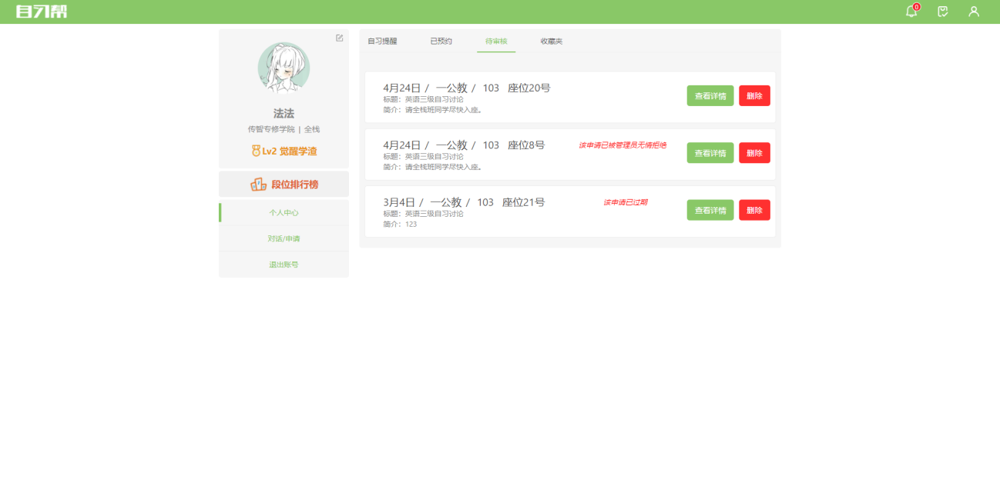 自习帮
0
法法
传智专修学院 | 全栈
Lv2 觉醒学渣
段位排行榜
个人中心
对话/申请
退出账号
自习提醒 已预约 待审核 收藏夹
4月24日 / 一公教 / 103 座位20号
标题：英语三级自习讨论
简介：请全栈班同学尽快入座。
查看详情 删除
4月24日 / 一公教 / 103 座位8号
标题：英语三级自习讨论
简介：请全栈班同学尽快入座。
该申请已被管理员无情拒绝
查看详情 删除
3月4日 / 一公教 / 103 座位21号
标题：英语三级自习讨论
简介：123
该申请已过期
查看详情 删除